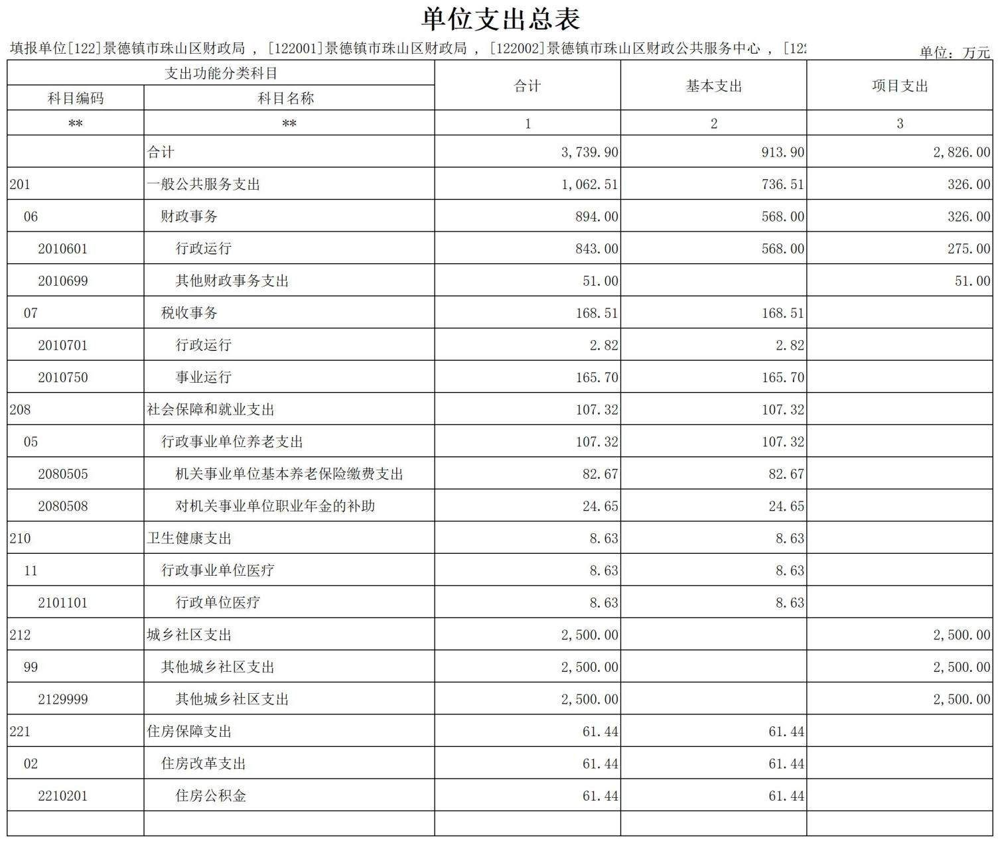 单位支出总表
填报单位[122]景德镇市珠山区财政局 , [122001]景德镇市珠山区财政局 , [122002]景德镇市珠山区财政公共服务中心 , [122 单位：万元
支出功能分类科目 合计 基本支出 项目支出
科目编码 科目名称
** ** 1 2 3
合计 3,739.90 913.90 2,826.00
201 一般公共服务支出 1,062.51 736.51 326.00
06 财政事务 894.00 568.00 326.00
2010601 行政运行 843.00 568.00 275.00
2010699 其他财政事务支出 51.00 51.00
07 税收事务 168.51 168.51
2010701 行政运行 2.82 2.82
2010750 事业运行 165.70 165.70
208 社会保障和就业支出 107.32 107.32
05 行政事业单位养老支出 107.32 107.32
2080505 机关事业单位基本养老保险缴费支出 82.67 82.67
2080508 对机关事业单位职业年金的补助 24.65 24.65
210 卫生健康支出 8.63 8.63
11 行政事业单位医疗 8.63 8.63
2101101 行政单位医疗 8.63 8.63
212 城乡社区支出 2,500.00 2,500.00
99 其他城乡社区支出 2,500.00 2,500.00
2129999 其他城乡社区支出 2,500.00 2,500.00
221 住房保障支出 61.44 61.44
02 住房改革支出 61.44 61.44
2210201 住房公积金 61.44 61.44